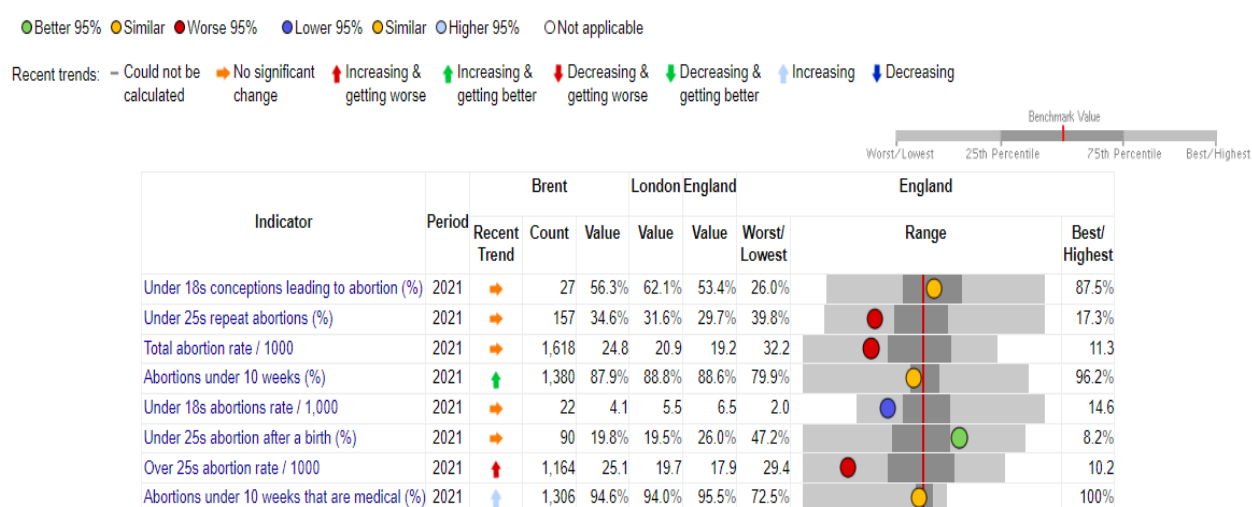 Better 95% Similar Worse 95% Lower 95% Similar Higher 95% Not applicable
Recent trends: – Could not be calculated No significant change Increasing & getting worse Increasing & getting better Decreasing & getting worse Decreasing & getting better Increasing Decreasing
Benchmark Value
Worst/Lowest 25th Percentile 75th Percentile Best/Highest
Brent London England England
Indicator Period Recent Trend Count Value Value Value Worst/Lowest Range Best/Highest
Under 18s conceptions leading to abortion (%) 2021 27 56.3% 62.1% 53.4% 26.0% 87.5%
Under 25s repeat abortions (%) 2021 157 34.6% 31.6% 29.7% 39.8% 17.3%
Total abortion rate / 1000 2021 1,618 24.8 20.9 19.2 32.2 11.3
Abortions under 10 weeks (%) 2021 1,380 87.9% 88.8% 88.6% 79.9% 96.2%
Under 18s abortions rate / 1,000 2021 22 4.1 5.5 6.5 2.0 14.6
Under 25s abortion after a birth (%) 2021 90 19.8% 19.5% 26.0% 47.2% 8.2%
Over 25s abortion rate / 1000 2021 1,164 25.1 19.7 17.9 29.4 10.2
Abortions under 10 weeks that are medical (%) 2021 1,306 94.6% 94.0% 95.5% 72.5% 100%